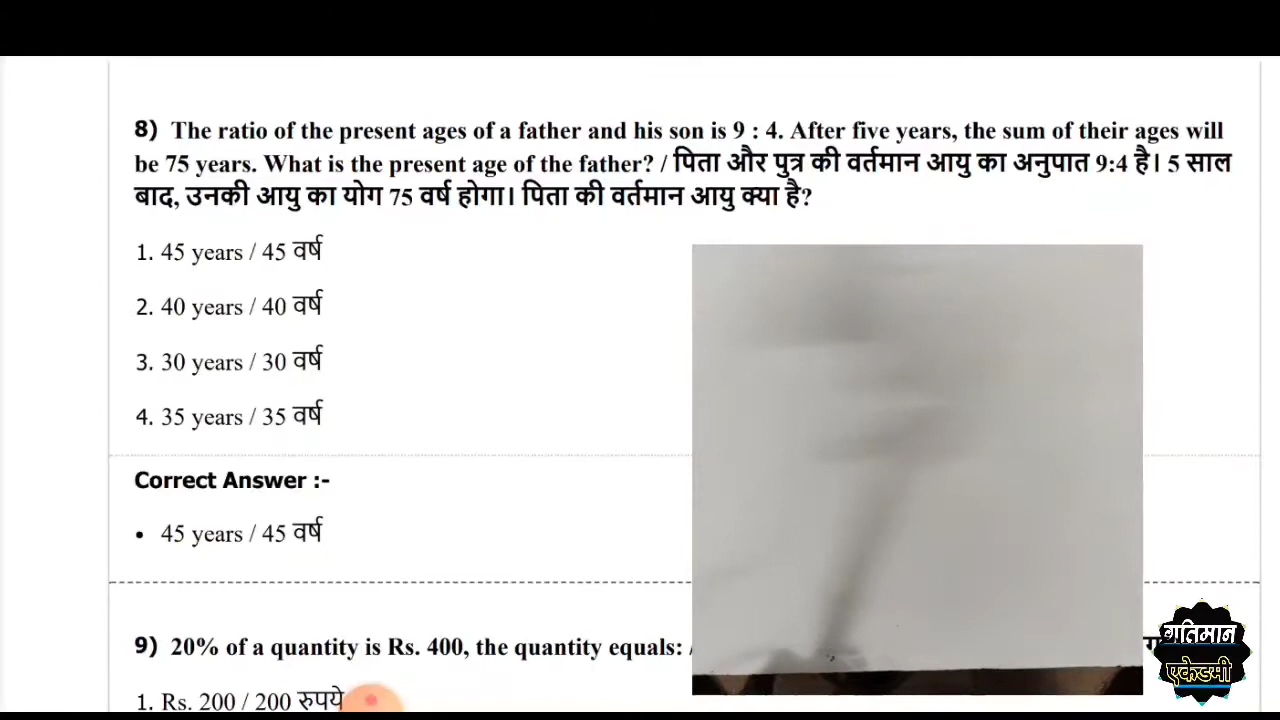 8) The ratio of the present ages of a father and his son is 9 : 4. After five years, the sum of their ages will
be 75 years. What is the present age of the father? / पिता और पुत्र की वर्तमान आयु का अनुपात 9:4 है। 5 साल
बाद, उनकी आयु का योग 75 वर्ष होगा। पिता की वर्तमान आयु क्या है?
1. 45 years / 45 वर्ष
2. 40 years / 40 वर्ष
3. 30 years / 30 वर्ष
4. 35 years / 35 वर्ष
Correct Answer :-
• 45 years / 45 वर्ष
9) 20% of a quantity is Rs. 400, the quantity equals: /
1. Rs. 200 / 200 रुपये
गतिमान
एकेडमी